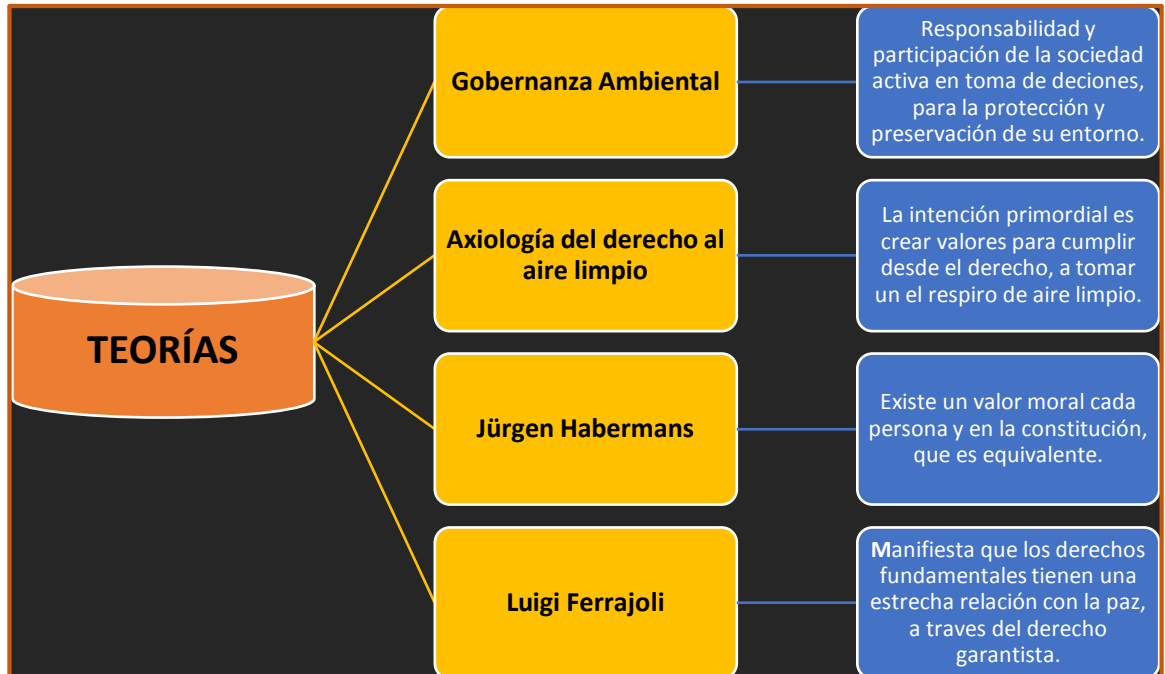 TEORÍAS
Gobernanza Ambiental
Responsabilidad y
participación de la sociedad
activa en toma de deciones,
para la protección y
preservación de su entorno.
Axiología del derecho al
aire limpio
La intención primordial es
crear valores para cumplir
desde el derecho, a tomar
un el respiro de aire limpio.
Jürgen Habermans
Existe un valor moral cada
persona y en la constitución,
que es equivalente.
Luigi Ferrajoli
Manifiesta que los derechos
fundamentales tienen una
estrecha relación con la paz,
a traves del derecho
garantista.